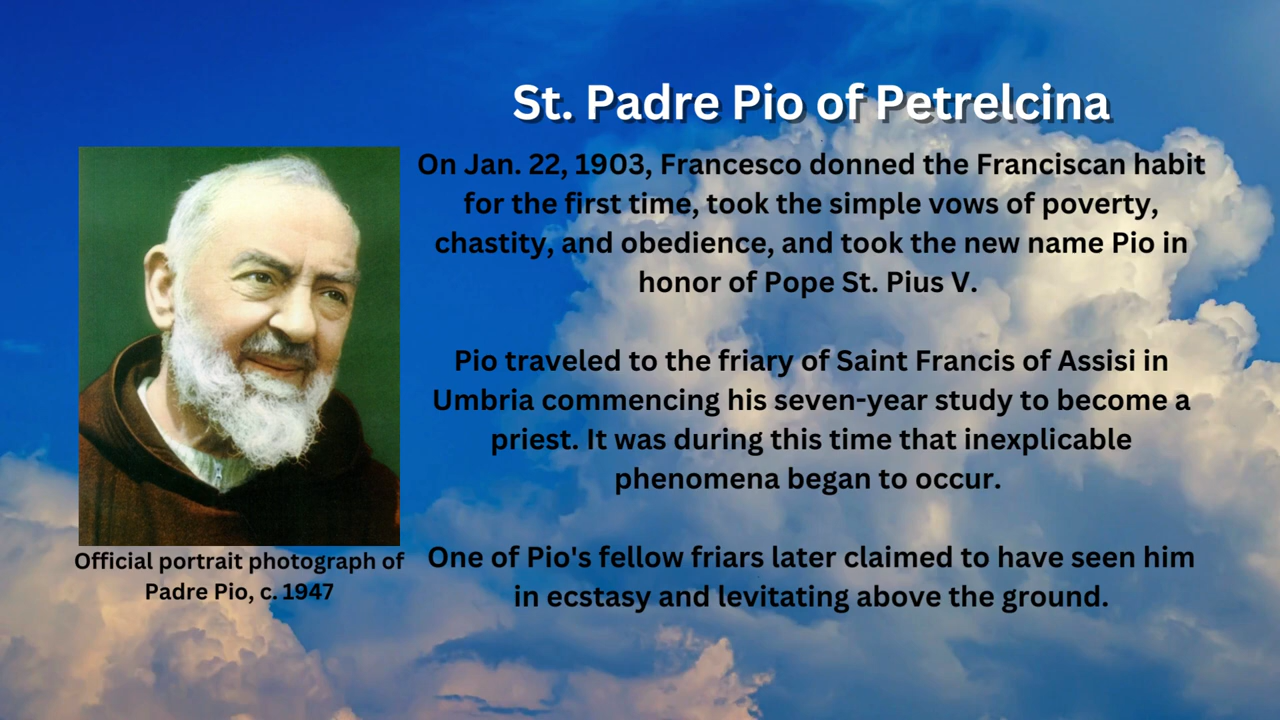 St. Padre Pio of Petrelcina
On Jan. 22, 1903, Francesco donned the Franciscan habit
for the first time, took the simple vows of poverty,
chastity, and obedience, and took the new name Pio in
honor of Pope St. Pius V.
Pio traveled to the friary of Saint Francis of Assisi in
Umbria commencing his seven-year study to become a
priest. It was during this time that inexplicable
phenomena began to occur.
One of Pio's fellow friars later claimed to have seen him
in ecstasy and levitating above the ground.
Official portrait photograph of
Padre Pio, c. 1947